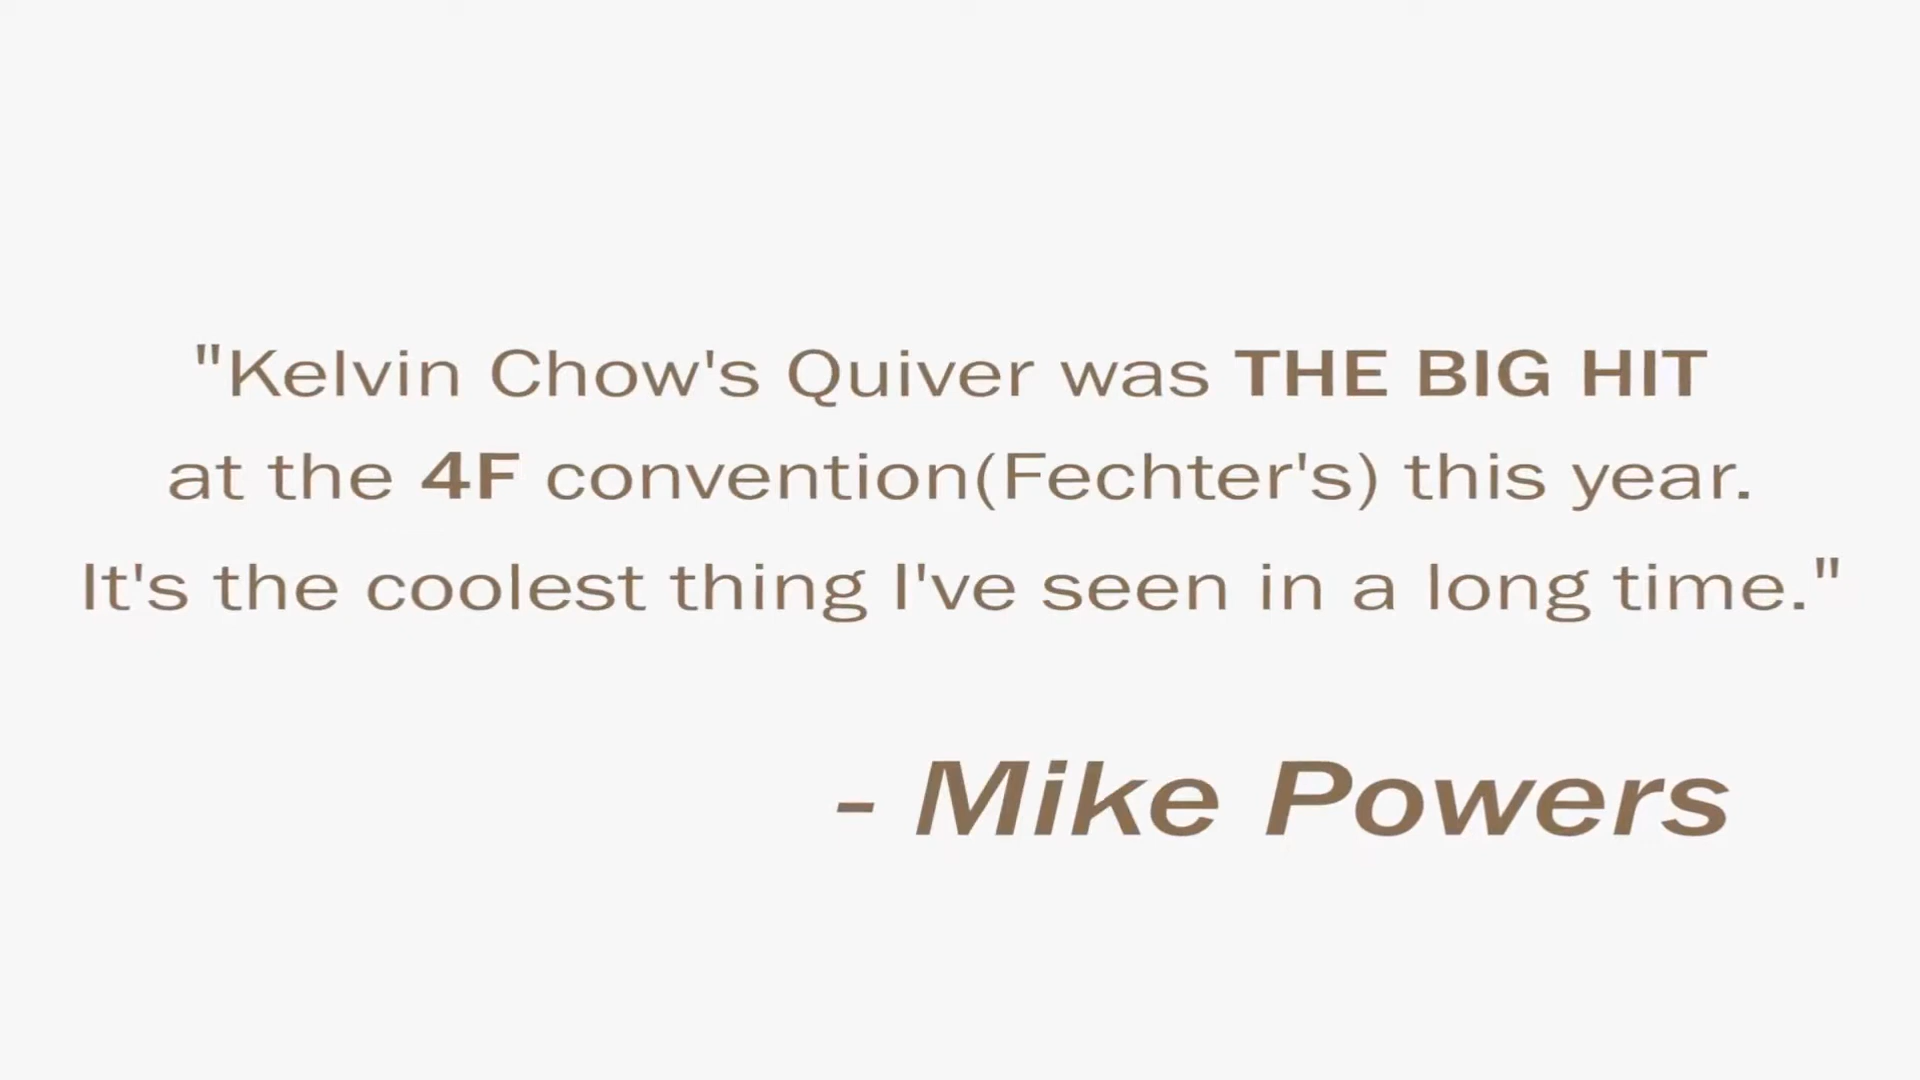 "Kelvin Chow's Quiver was THE BIG HIT
at the 4F convention(Fechter's) this year.
It's the coolest thing I've seen in a long time."
- Mike Powers